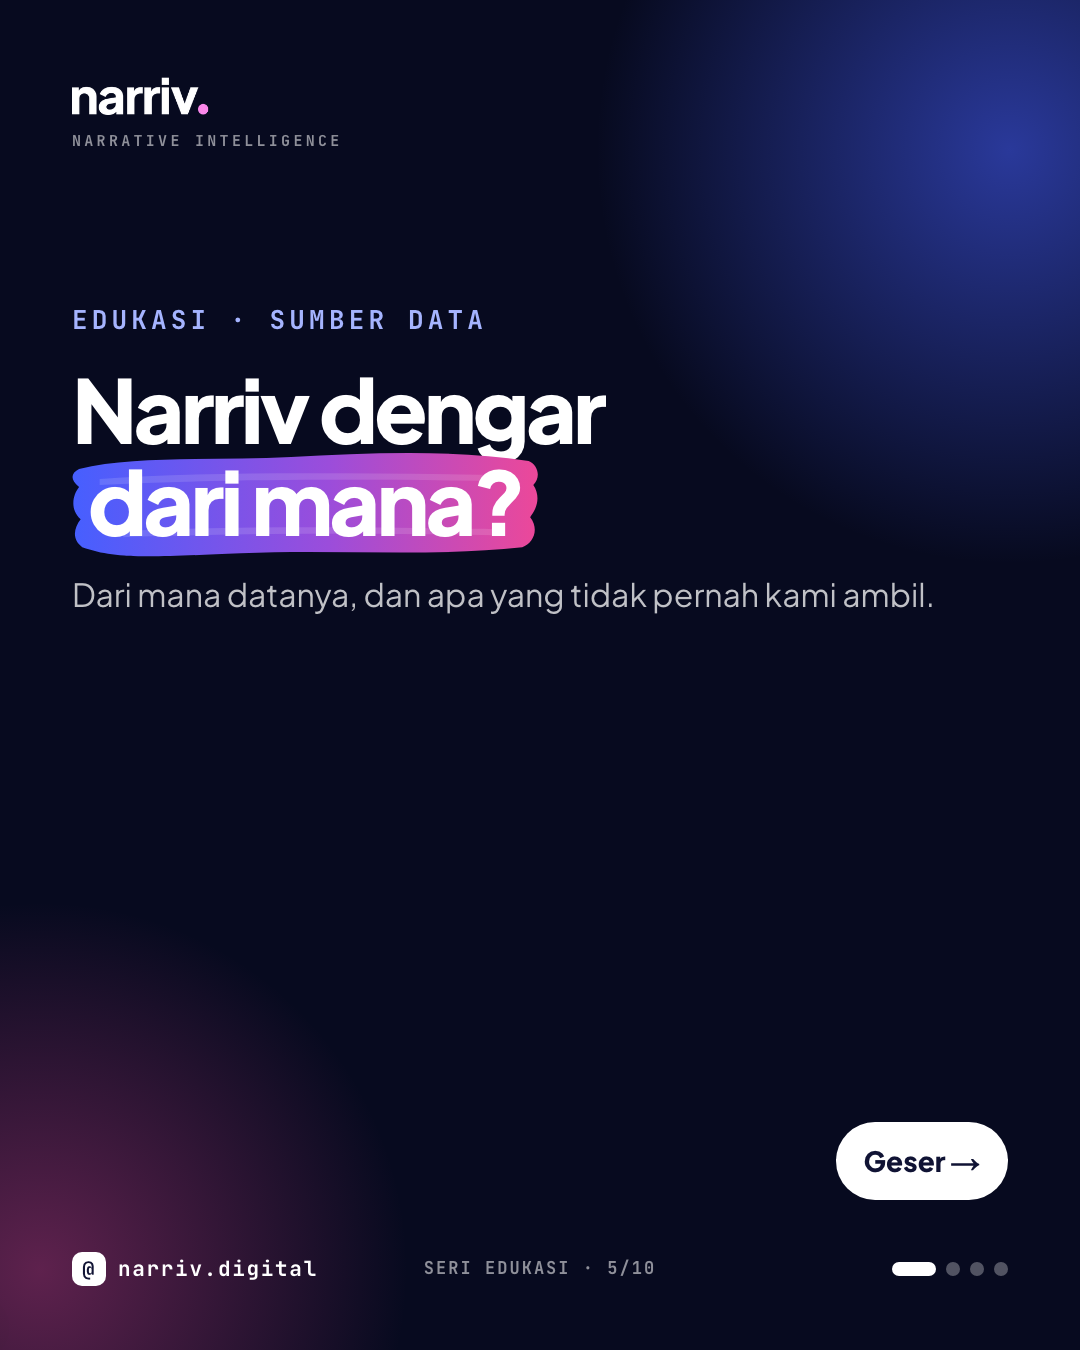 narriv.
NARRATIVE INTELLIGENCE
EDUKASI · SUMBER DATA
Narriv dengar
dari mana?
Dari mana datanya, dan apa yang tidak pernah kami ambil.
Geser →
@ narriv.digital
SERI EDUKASI · 5/10